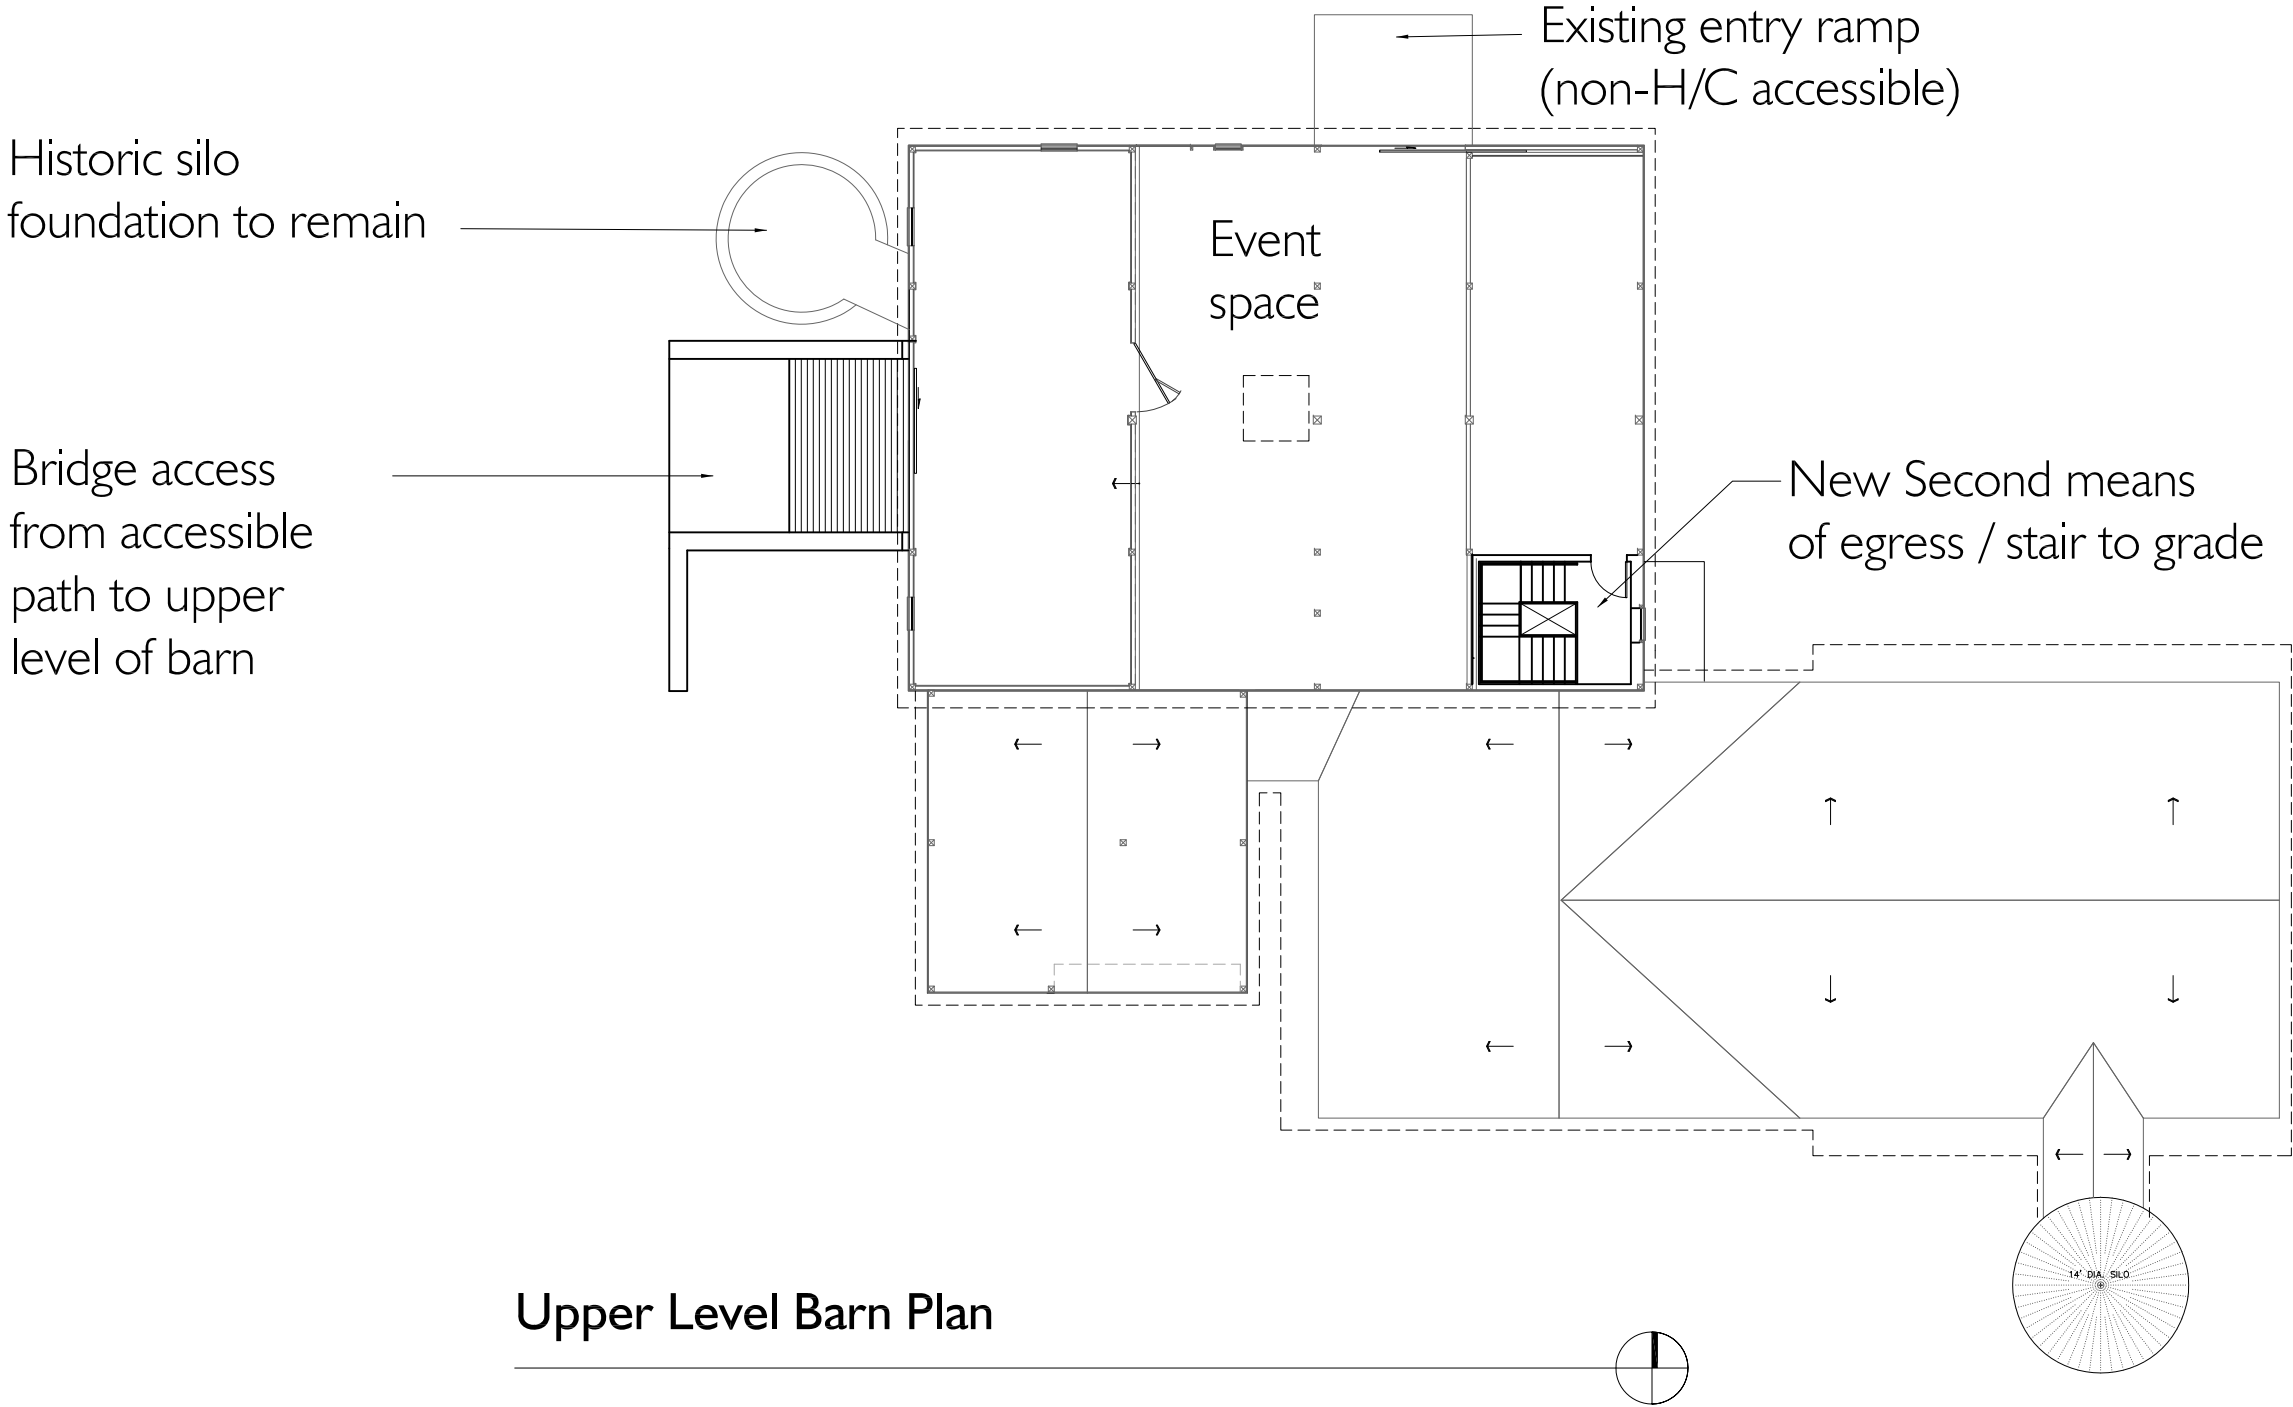 Existing entry ramp
(non-H/C accessible)
Historic silo
foundation to remain
Event
space
Bridge access
from accessible
path to upper
level of barn
New Second means
of egress / stair to grade
14' DIA. SILO
Upper Level Barn Plan